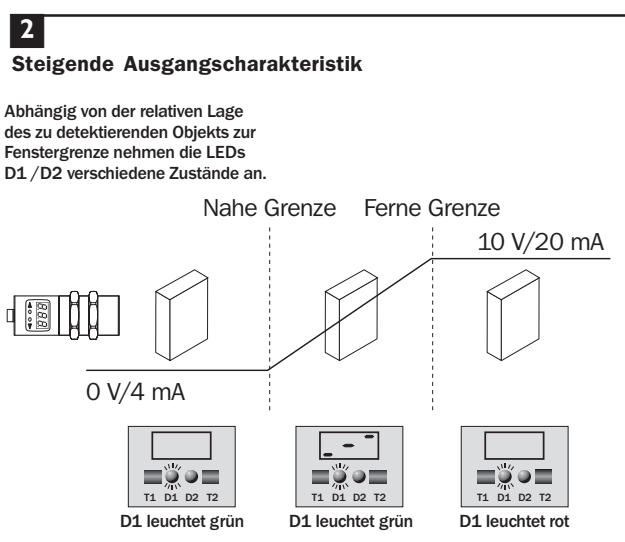 2
Steigende Ausgangscharakteristik
Abhängig von der relativen Lage
des zu detektierenden Objekts zur
Fenstergrenze nehmen die LEDs
D1 /D2 verschiedene Zustände an.
Nahe Grenze Ferne Grenze
10 V/20 mA
0 V/4 mA
T1 D1 D2 T2 T1 D1 D2 T2 T1 D1 D2 T2
D1 leuchtet grün D1 leuchtet grün D1 leuchtet rot